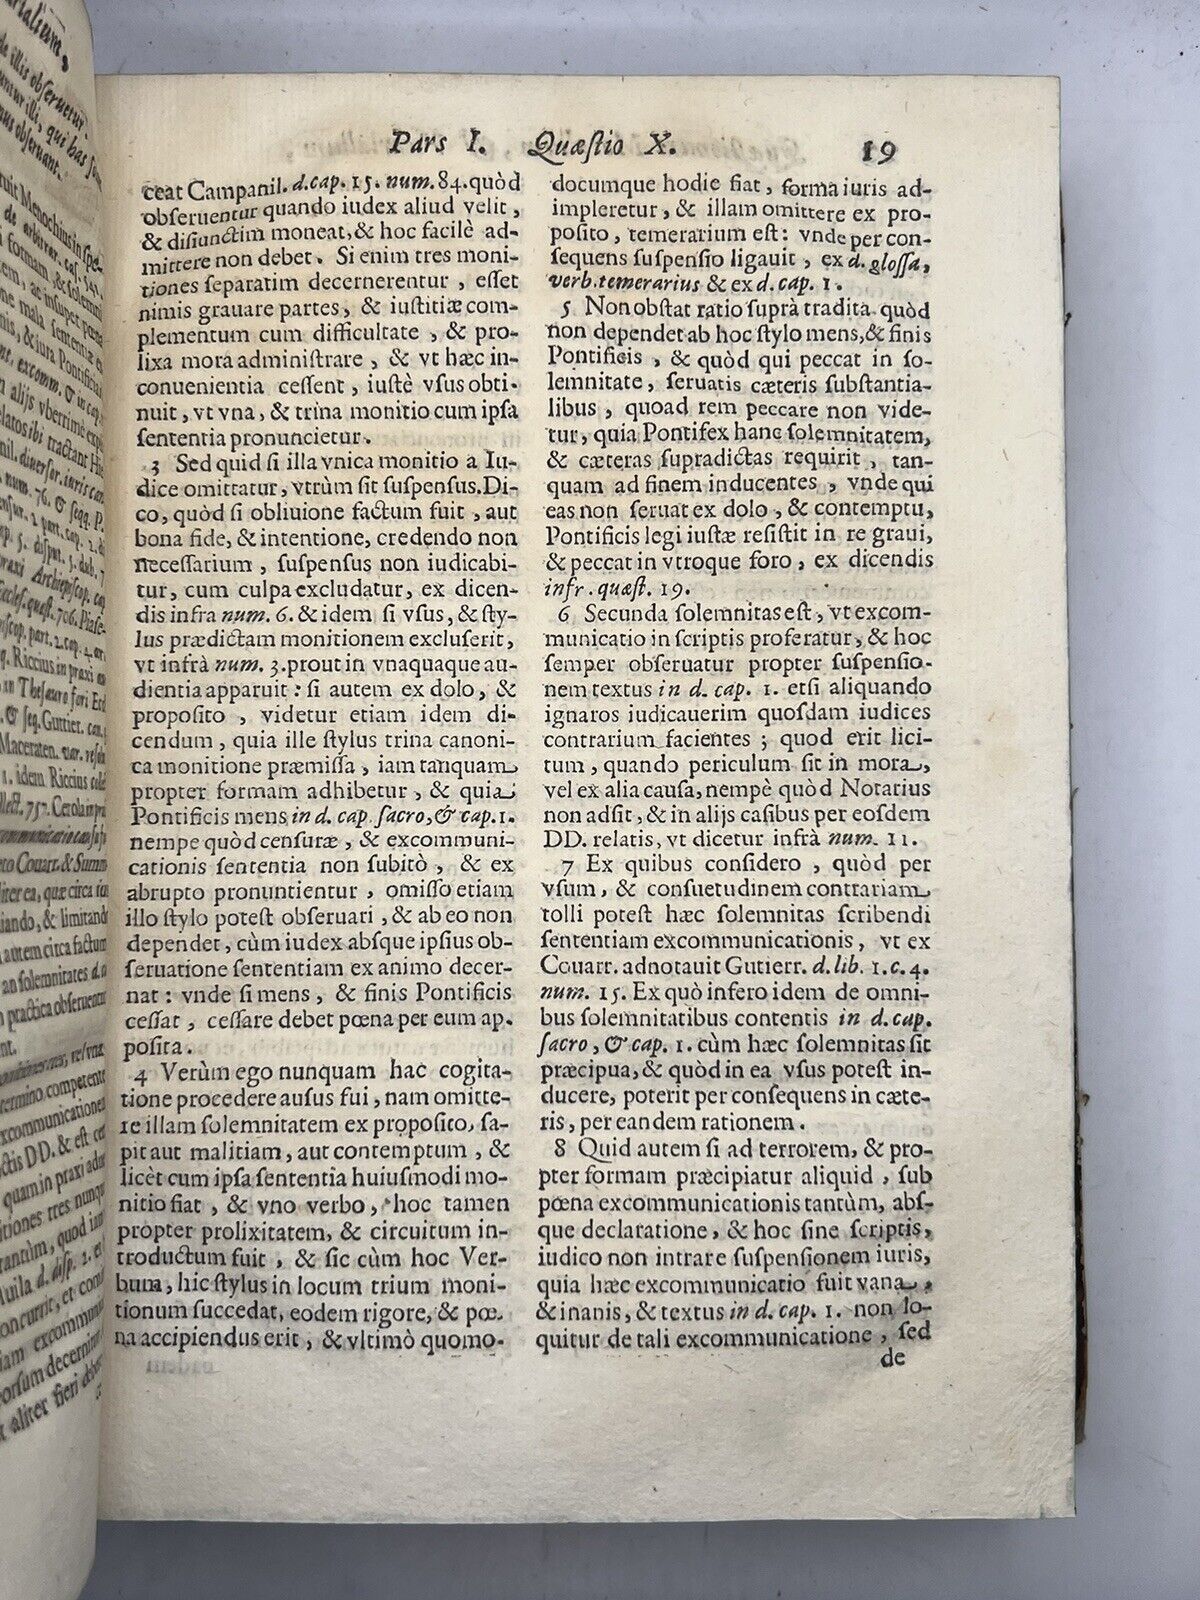 Pars I. Quæſtio X. 19
ceat Campanil. d. cap. 15. num. 84. quòd
obſeruentur quando iudex aliud velit,
& diſiunctim moneat, & hoc facilè ad-
mittere non debet. Si enim tres moni-
tiones ſeparatim decernerentur, eſſet
nimis grauare partes, & iuſtitiæ com-
plementum cum difficultate, & pro-
lixa mora adminiſtrare, & vt hæc in-
conuenientia ceſſent, iuſtè vſus obti-
nuit, vt vna, & trina monitio cum ipſa
ſententia pronuncietur.
3 Sed quid ſi illa vnica monitio a Iu-
dice omittatur, vtrùm ſit ſuſpenſus. Di-
co, quòd ſi obliuione factum fuit, aut
bona fide, & intentione, credendo non
neceſſarium, ſuſpenſus non iudicabi-
tur, cum culpa excludatur, ex dicen-
dis infra num. 6. & idem ſi vſus, & ſty-
lus prædictam monitionem excluſerit,
vt infrà num. 3. prout in vnaquaque au-
dientia apparuit: ſi autem ex dolo, &
propoſito, videtur etiam idem di-
cendum, quia ille ſtylus trina canoni-
ca monitione præmiſſa, iam tanquam
propter formam adhibetur, & quia
Pontificis mens in d. cap. ſacro, & cap. 1.
nempe quòd cenſuræ, & excommuni-
cationis ſententia non ſubitò, & ex
abrupto pronuntientur, omiſſo etiam
illo ſtylo poteſt obſeruari, & ab eo non
dependet, cùm iudex abſque ipſius ob-
ſeruatione ſententiam ex animo decer-
nat: vnde ſi mens, & finis Pontificis
ceſſat, ceſſare debet pœna per eum ap-
poſita.
4 Verùm ego nunquam hac cogita-
tione procedere auſus fui, nam omitte-
re illam ſolemnitatem ex propoſito, ſa-
pit aut malitiam, aut contemptum, &
licèt cum ipſa ſententia huiuſmodi mo-
nitio fiat, & vno verbo, hoc tamen
propter prolixitatem, & circuitum in-
troductum fuit, & ſic cùm hoc Ver-
bum, hic ſtylus in locum trium moni-
tionum ſuccedat, eodem rigore, & pœ-
na accipiendus erit, & vltimò quomo-
documque hodie fiat, forma iuris ad-
impleretur, & illam omittere ex pro-
poſito, temerarium eſt: vnde per con-
ſequens ſuſpenſio ligauit, ex d. gloſſa,
verb. temerarius & ex d. cap. 1.
5 Non obſtat ratio ſuprà tradita quòd
non dependet ab hoc ſtylo mens, & finis
Pontificis, & quòd qui peccat in ſo-
lemnitate, ſeruatis cæteris ſubſtantia-
libus, quoad rem peccare non vide-
tur, quia Pontifex hanc ſolemnitatem,
& cæteras ſupradictas requirit, tan-
quam ad finem inducentes, vnde qui
eas non ſeruat ex dolo, & contemptu,
Pontificis legi iuſtæ reſiſtit in re graui,
& peccat in vtroque foro, ex dicendis
infr. quæſt. 19.
6 Secunda ſolemnitas eſt, vt excom-
municatio in ſcriptis proferatur, & hoc
ſemper obſeruatur propter ſuſpenſio-
nem textus in d. cap. 1. etſi aliquando
ignaros iudicauerim quoſdam iudices
contrarium facientes; quod erit lici-
tum, quando periculum ſit in mora,
vel ex alia cauſa, nempè quòd Notarius
non adſit, & in alijs caſibus per eoſdem
DD. relatis, vt dicetur infrà num. 11.
7 Ex quibus conſidero, quòd per
vſum, & conſuetudinem contrariam
tolli poteſt hæc ſolemnitas ſcribendi
ſententiam excommunicationis, vt ex
Couarr. adnotauit Gutierr. d. lib. 1. c. 4.
num. 15. Ex quò infero idem de omni-
bus ſolemnitatibus contentis in d. cap.
ſacro, & cap. 1. cùm hæc ſolemnitas ſit
præcipua, & quòd in ea vſus poteſt in-
ducere, poterit per conſequens in cæte-
ris, per eandem rationem.
8 Quid autem ſi ad terrorem, & pro-
pter formam præcipiatur aliquid, ſub
pœna excommunicationis tantùm, abſ-
que declaratione, & hoc ſine ſcriptis,
iudico non intrare ſuſpenſionem iuris,
quia hæc excommunicatio fuit vana,
& inanis, & textus in d. cap. 1. non lo-
quitur de tali excommunicatione, ſed
de